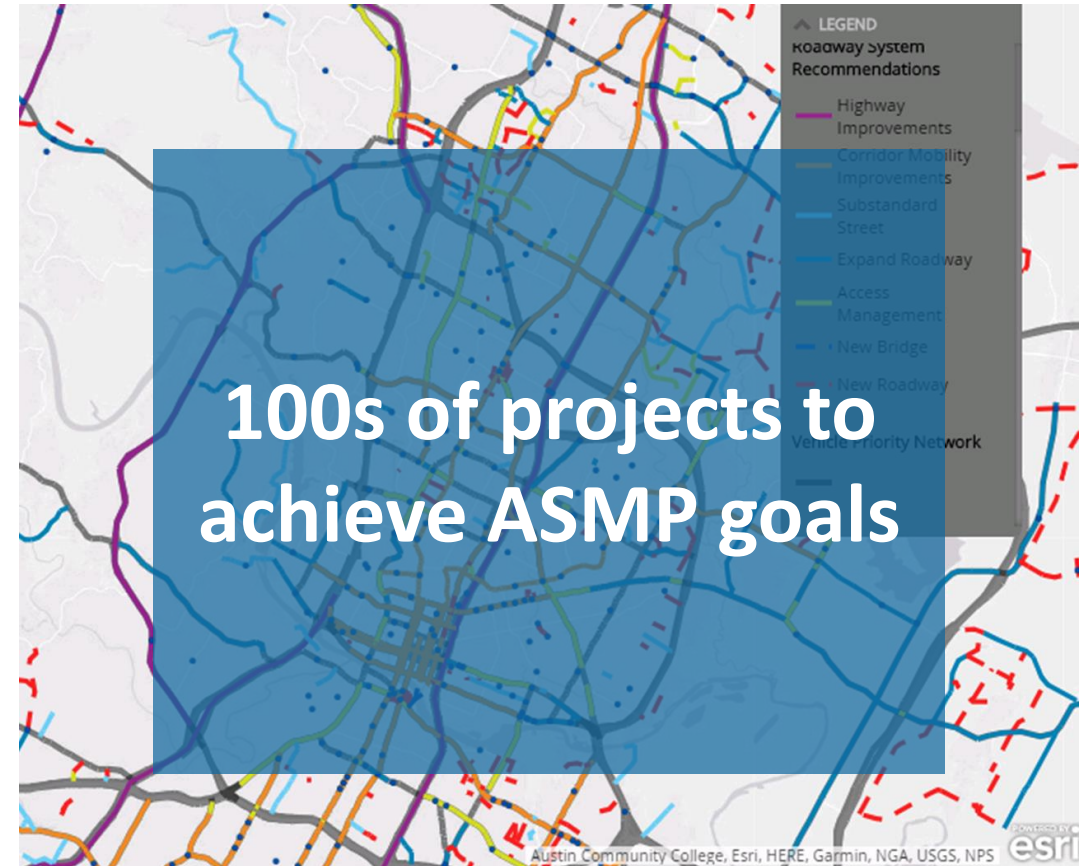 LEGEND
Roadway System
Recommendations
Highway
Improvements
Corridor Mobility
Improvements
Substandard
Street
Expand Roadway
Access
Management
New Bridge
New Roadway
Vehicle Priority Network
100s of projects to
achieve ASMP goals
POWERED BY
esri
Austin Community College, Esri, HERE, Garmin, NGA, USGS, NPS